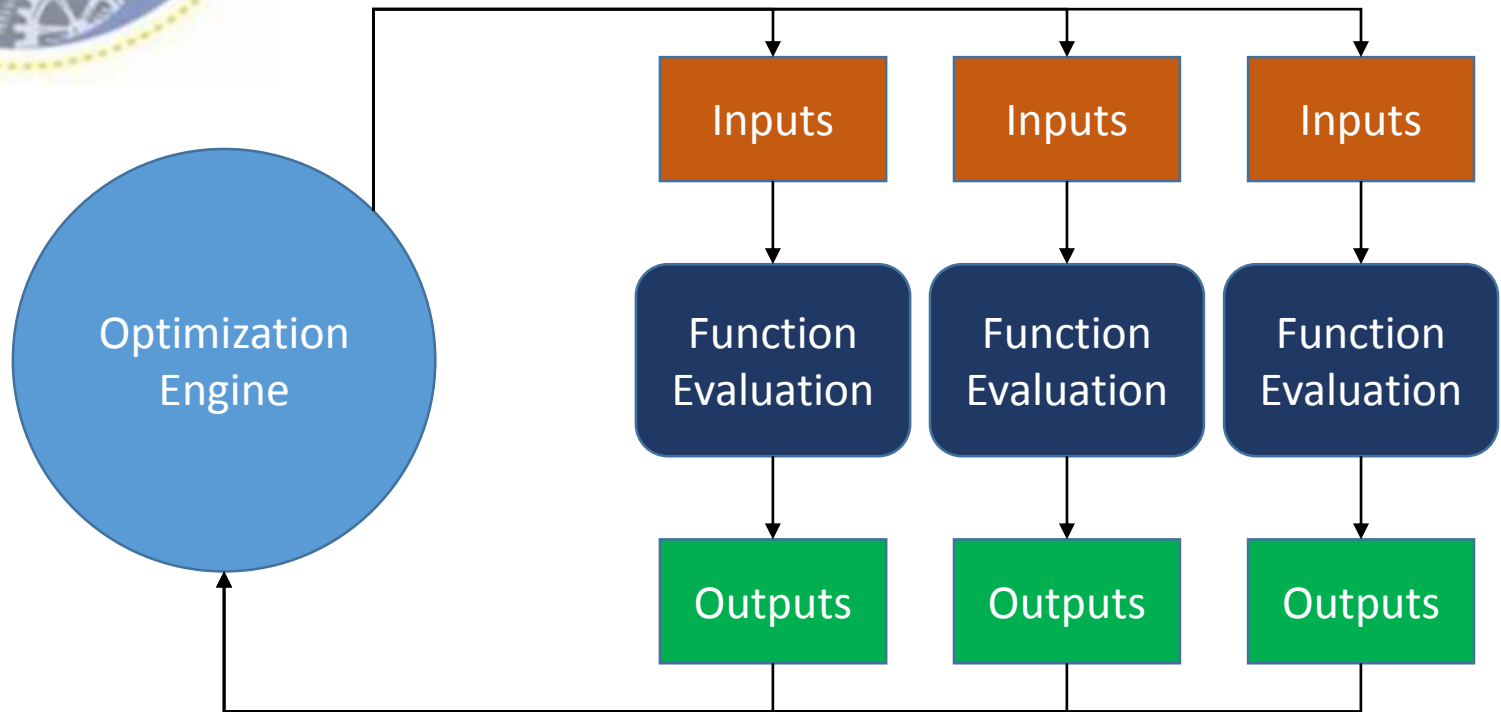 Inputs
Inputs
Inputs
Optimization
Engine
Function
Evaluation
Function
Evaluation
Function
Evaluation
Outputs
Outputs
Outputs